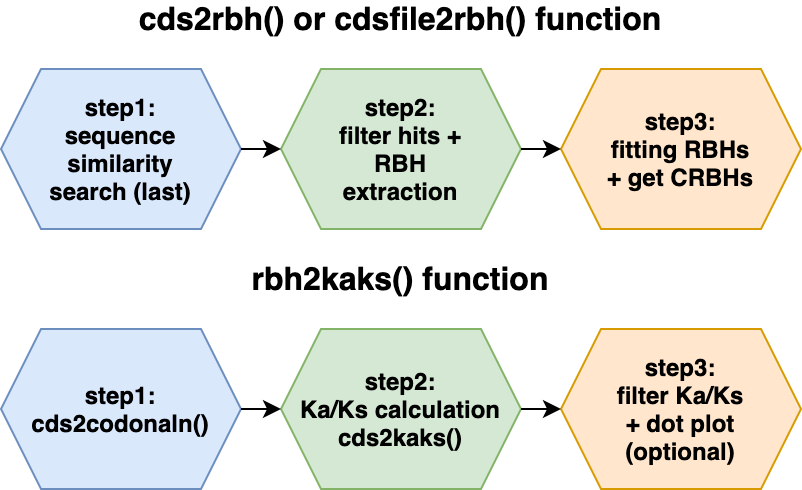 cds2rbh() or cdsfile2rbh() function
step1:
sequence
similarity
search (last)
step2:
filter hits +
RBH
extraction
step3:
fitting RBHs
+ get CRBHs
rbh2kaks() function
step1:
cds2codonaln()
step2:
Ka/Ks calculation
cds2kaks()
step3:
filter Ka/Ks
+ dot plot
(optional)